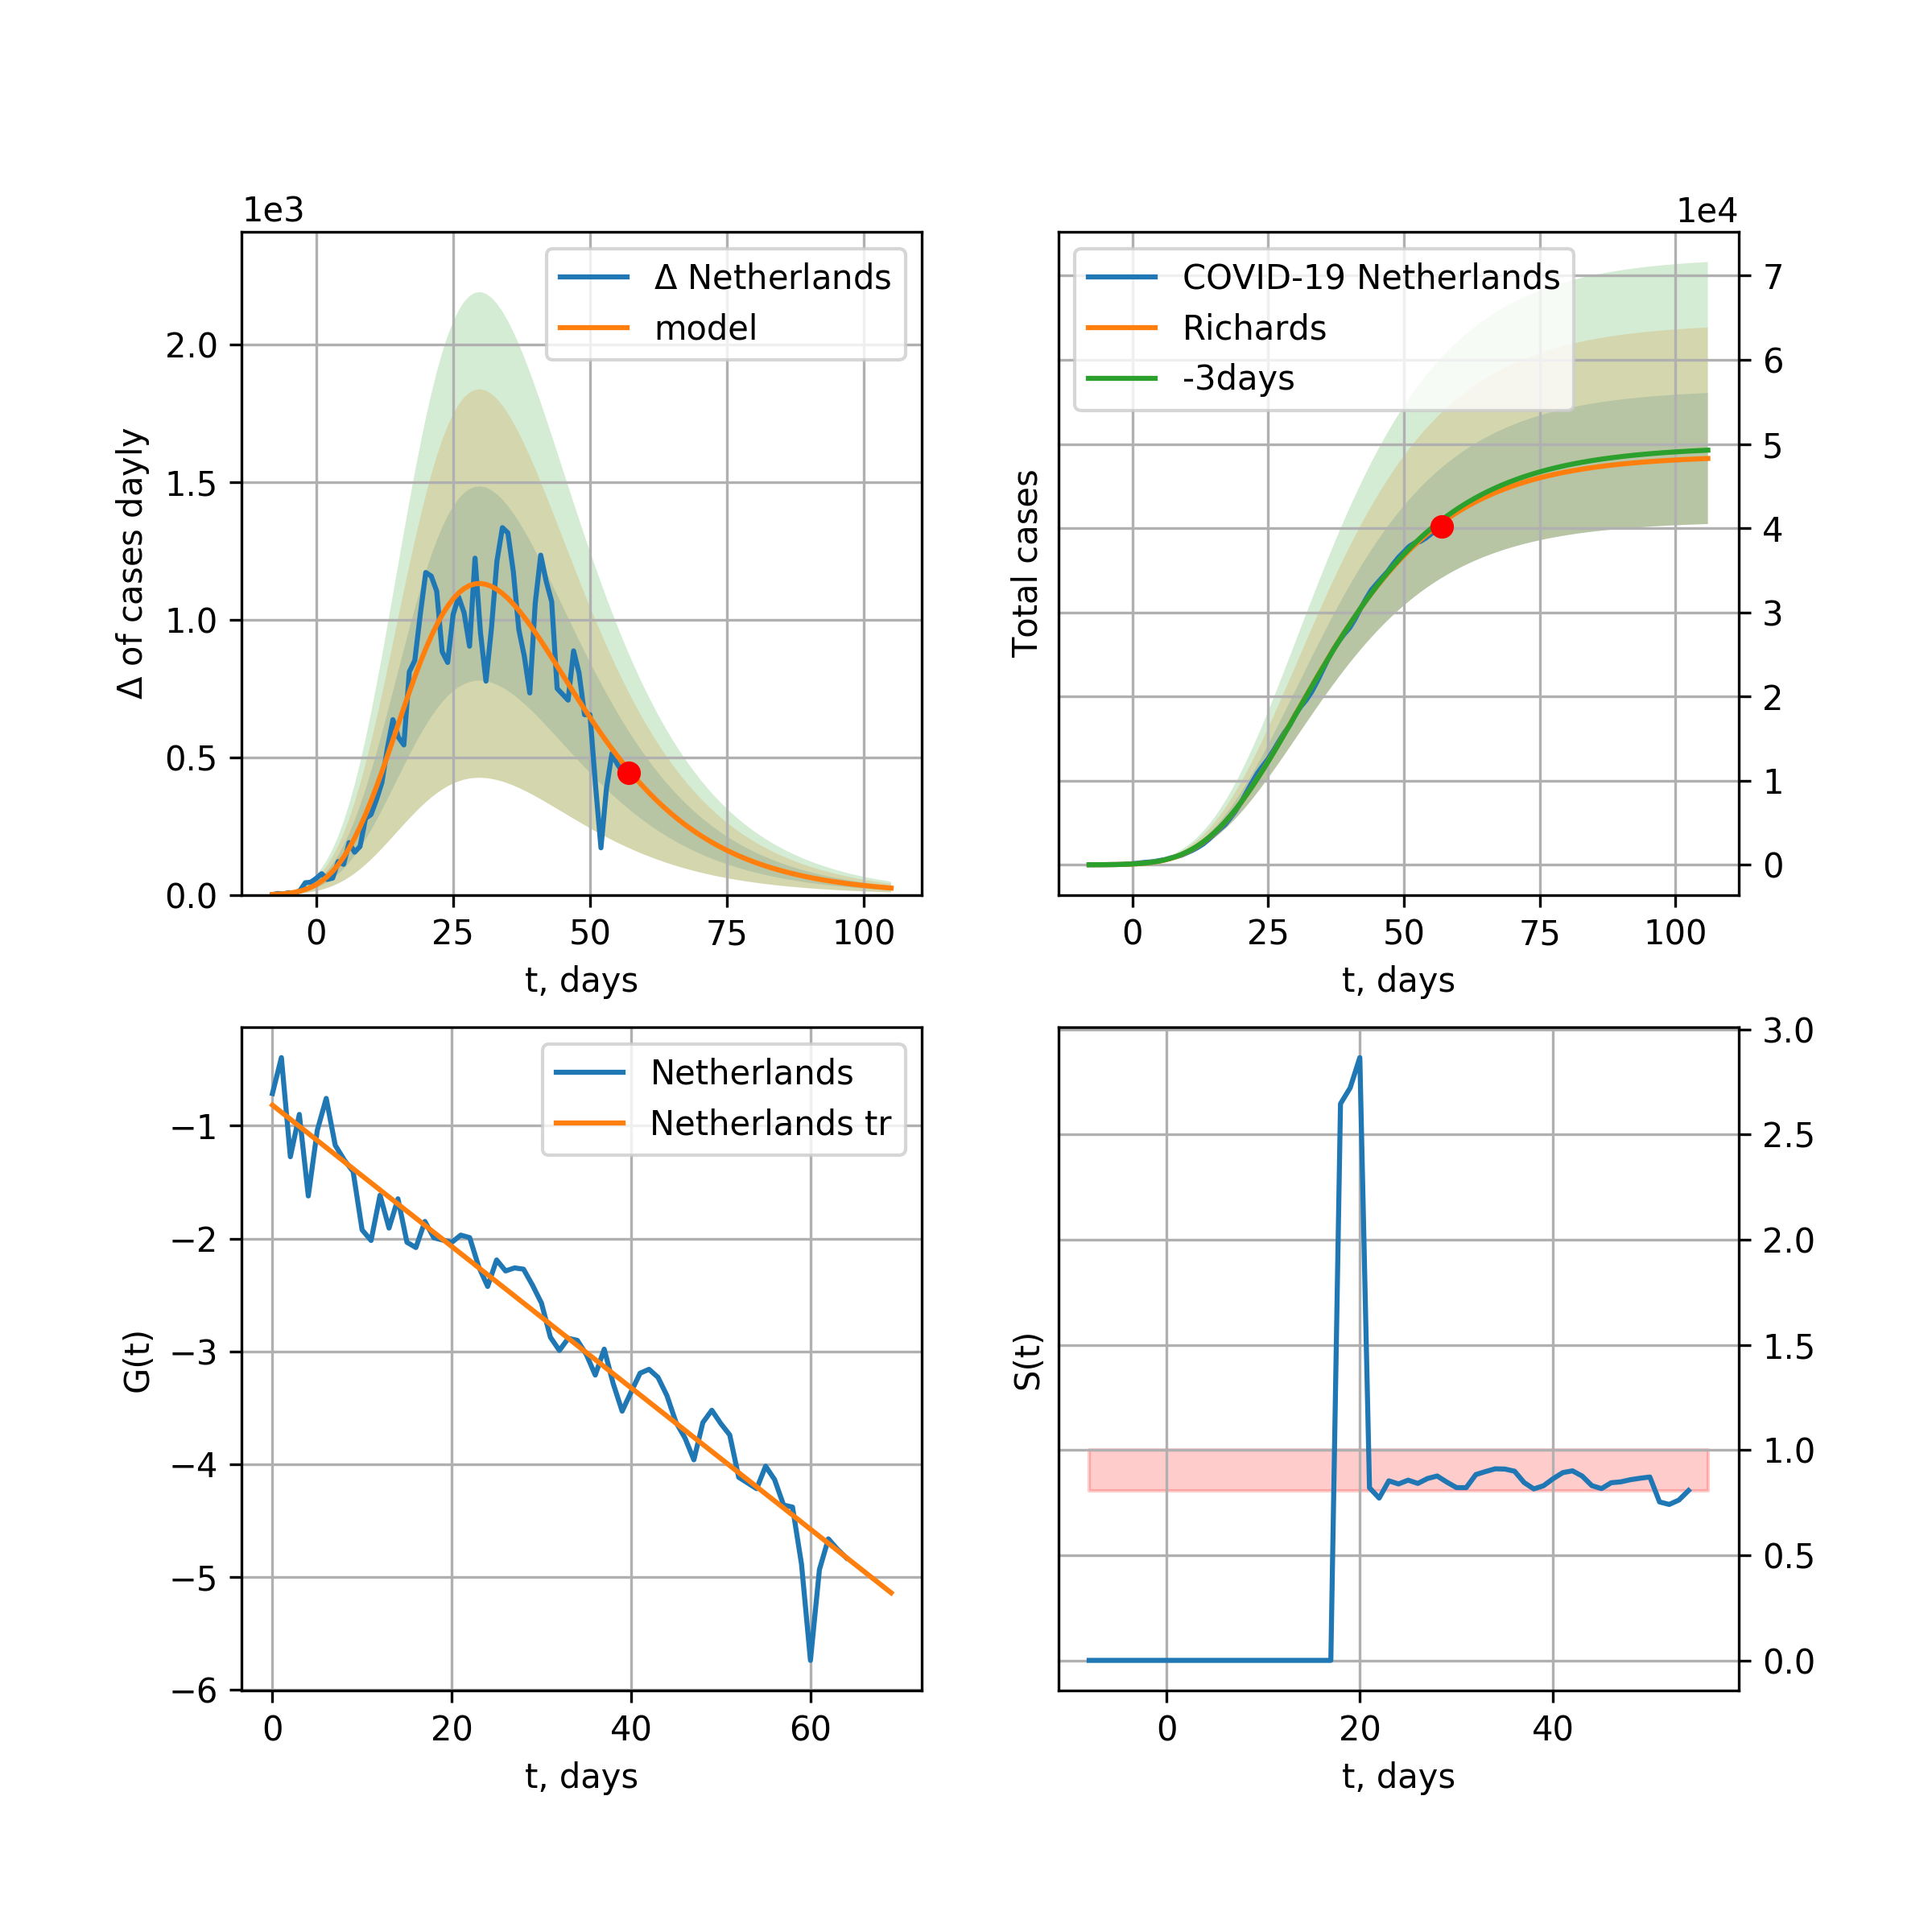 1e3
Δ of cases dayly
2.0
1.5
1.0
0.5
0.0
0 25 50 75 100
t, days
Δ Netherlands
model
1e4
Total cases
7
6
5
4
3
2
1
0
0 25 50 75 100
t, days
COVID-19 Netherlands
Richards
-3days
G(t)
−1
−2
−3
−4
−5
−6
0 20 40 60
t, days
Netherlands
Netherlands tr
S(t)
3.0
2.5
2.0
1.5
1.0
0.5
0.0
0 20 40
t, days